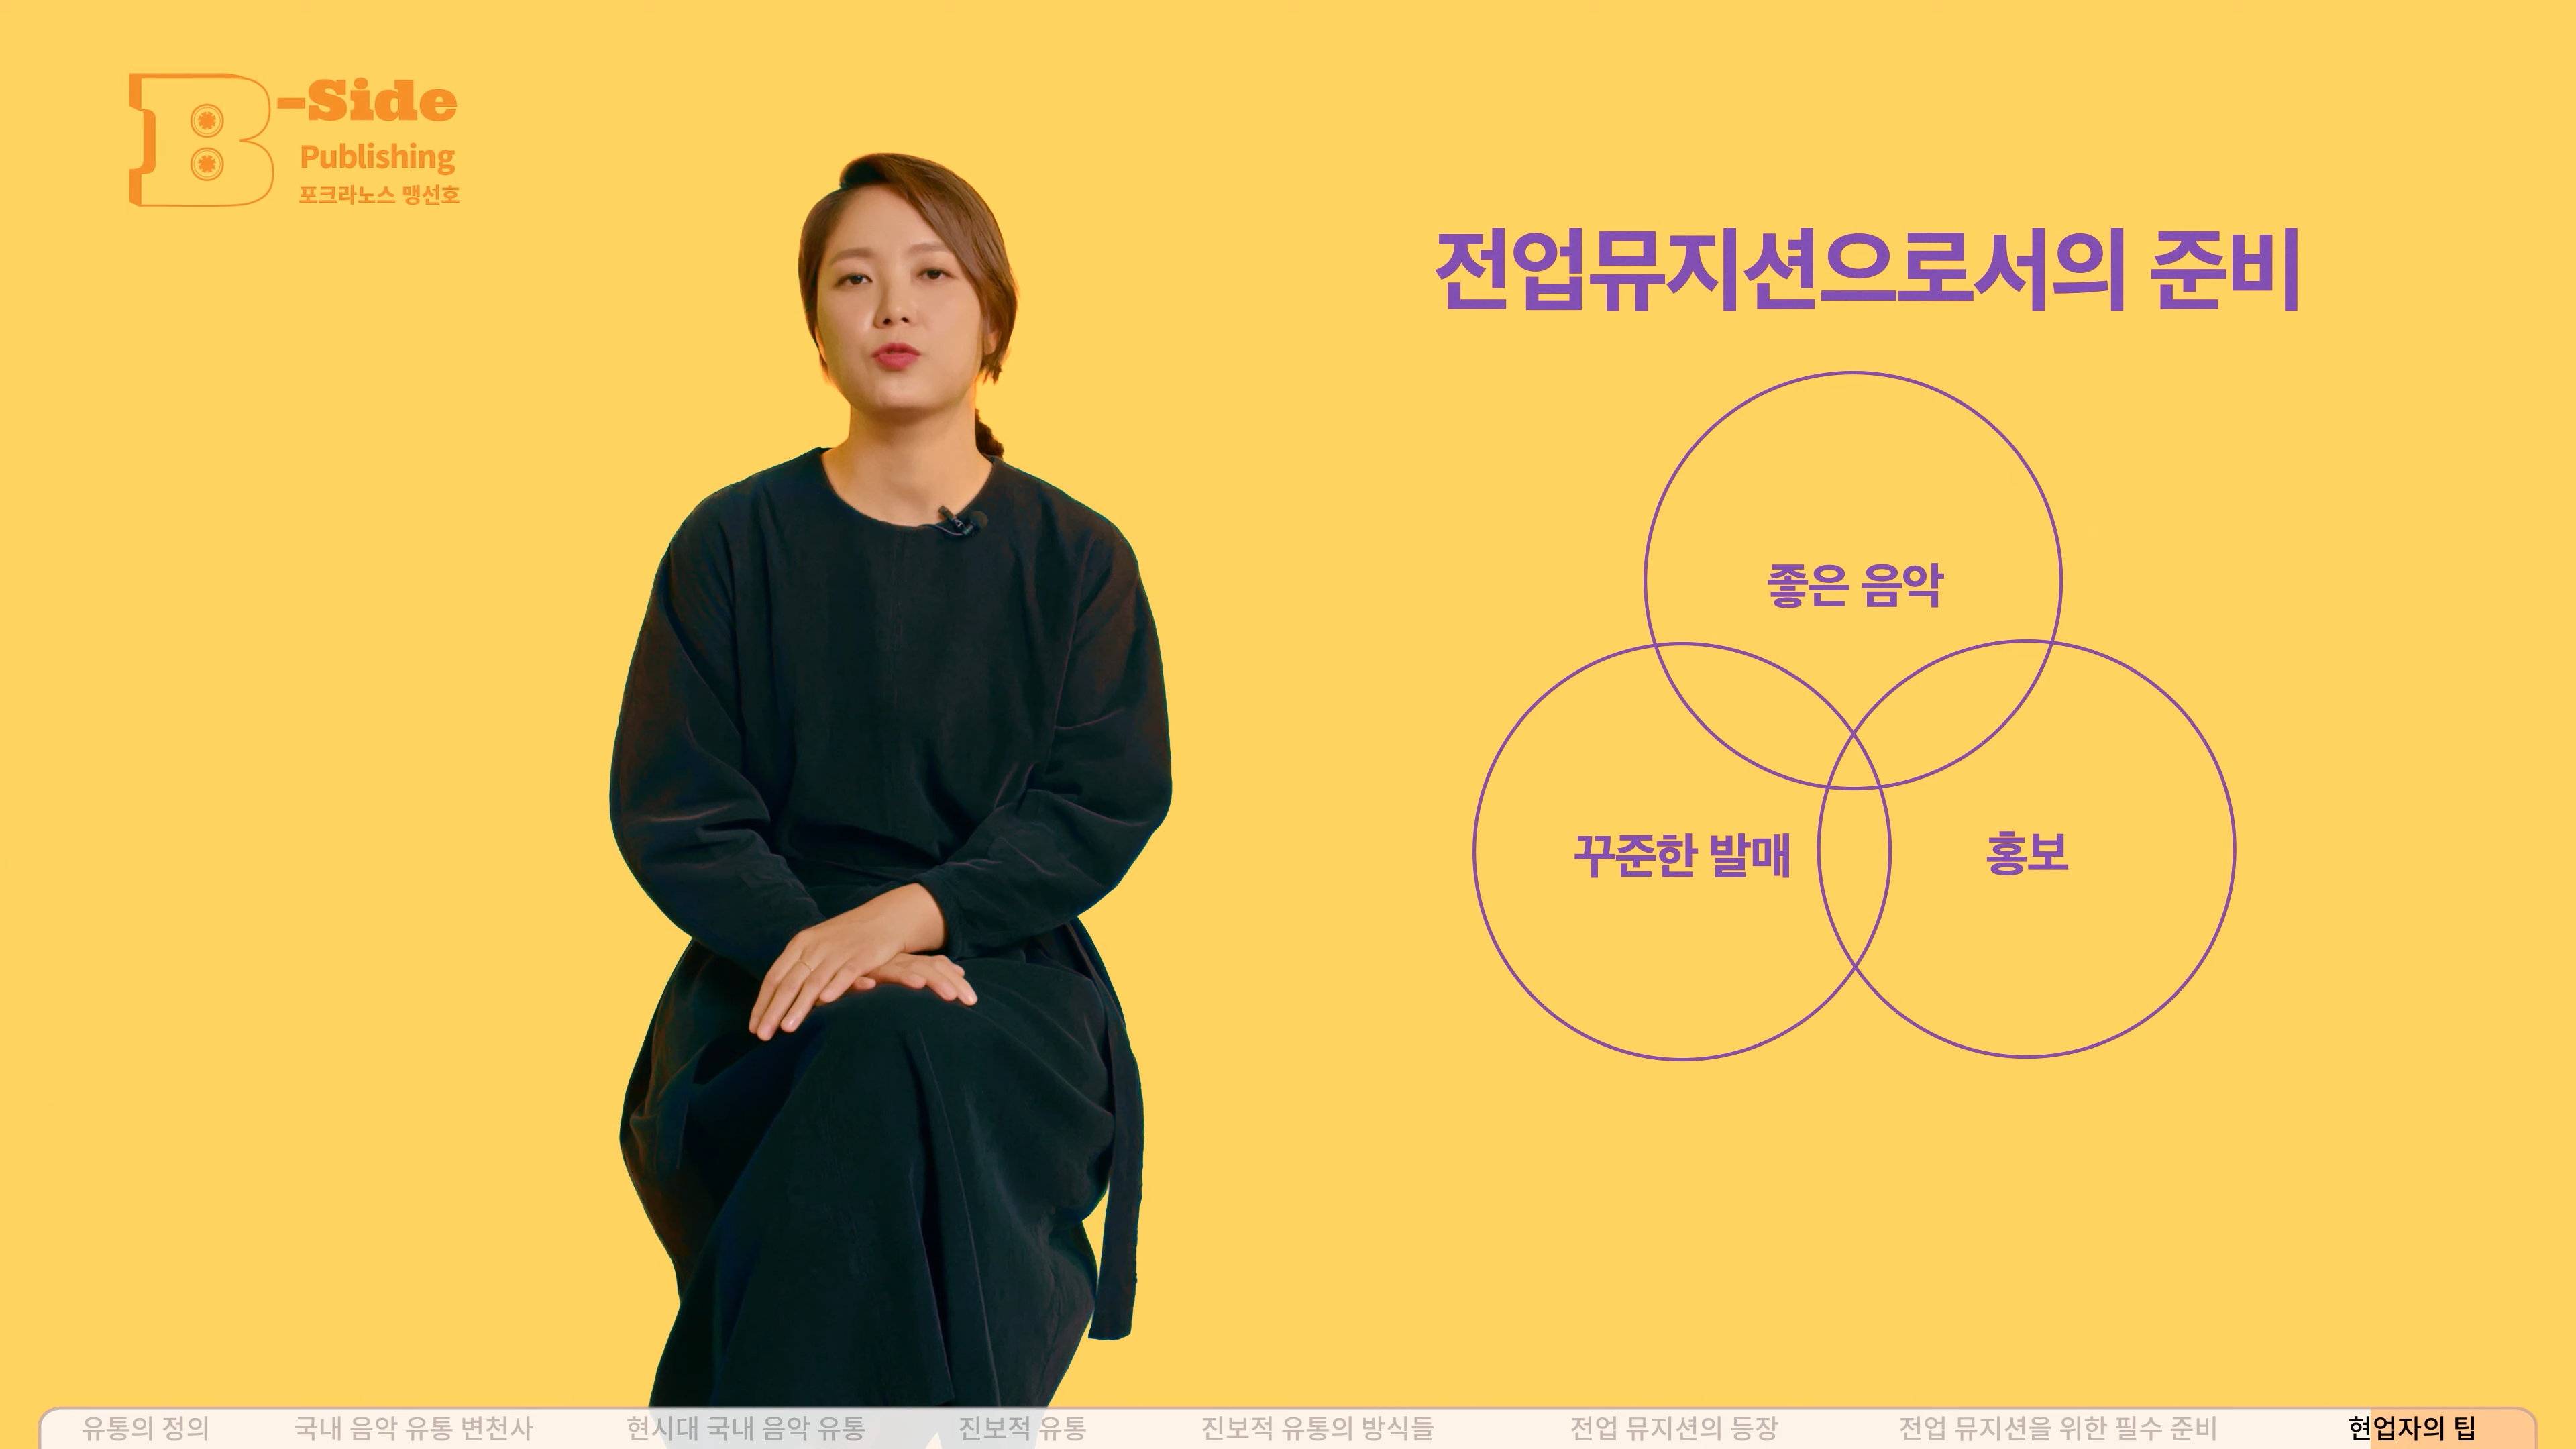 B-Side
Publishing
포크라노스 맹선호
전업뮤지션으로서의 준비
좋은 음악
꾸준한 발매
홍보
유통의 정의
국내 음악 유통 변천사
현시대 국내 음악 유통
진보적 유통
진보적 유통의 방식들
전업 뮤지션의 등장
전업 뮤지션을 위한 필수 준비
현업자의 팁